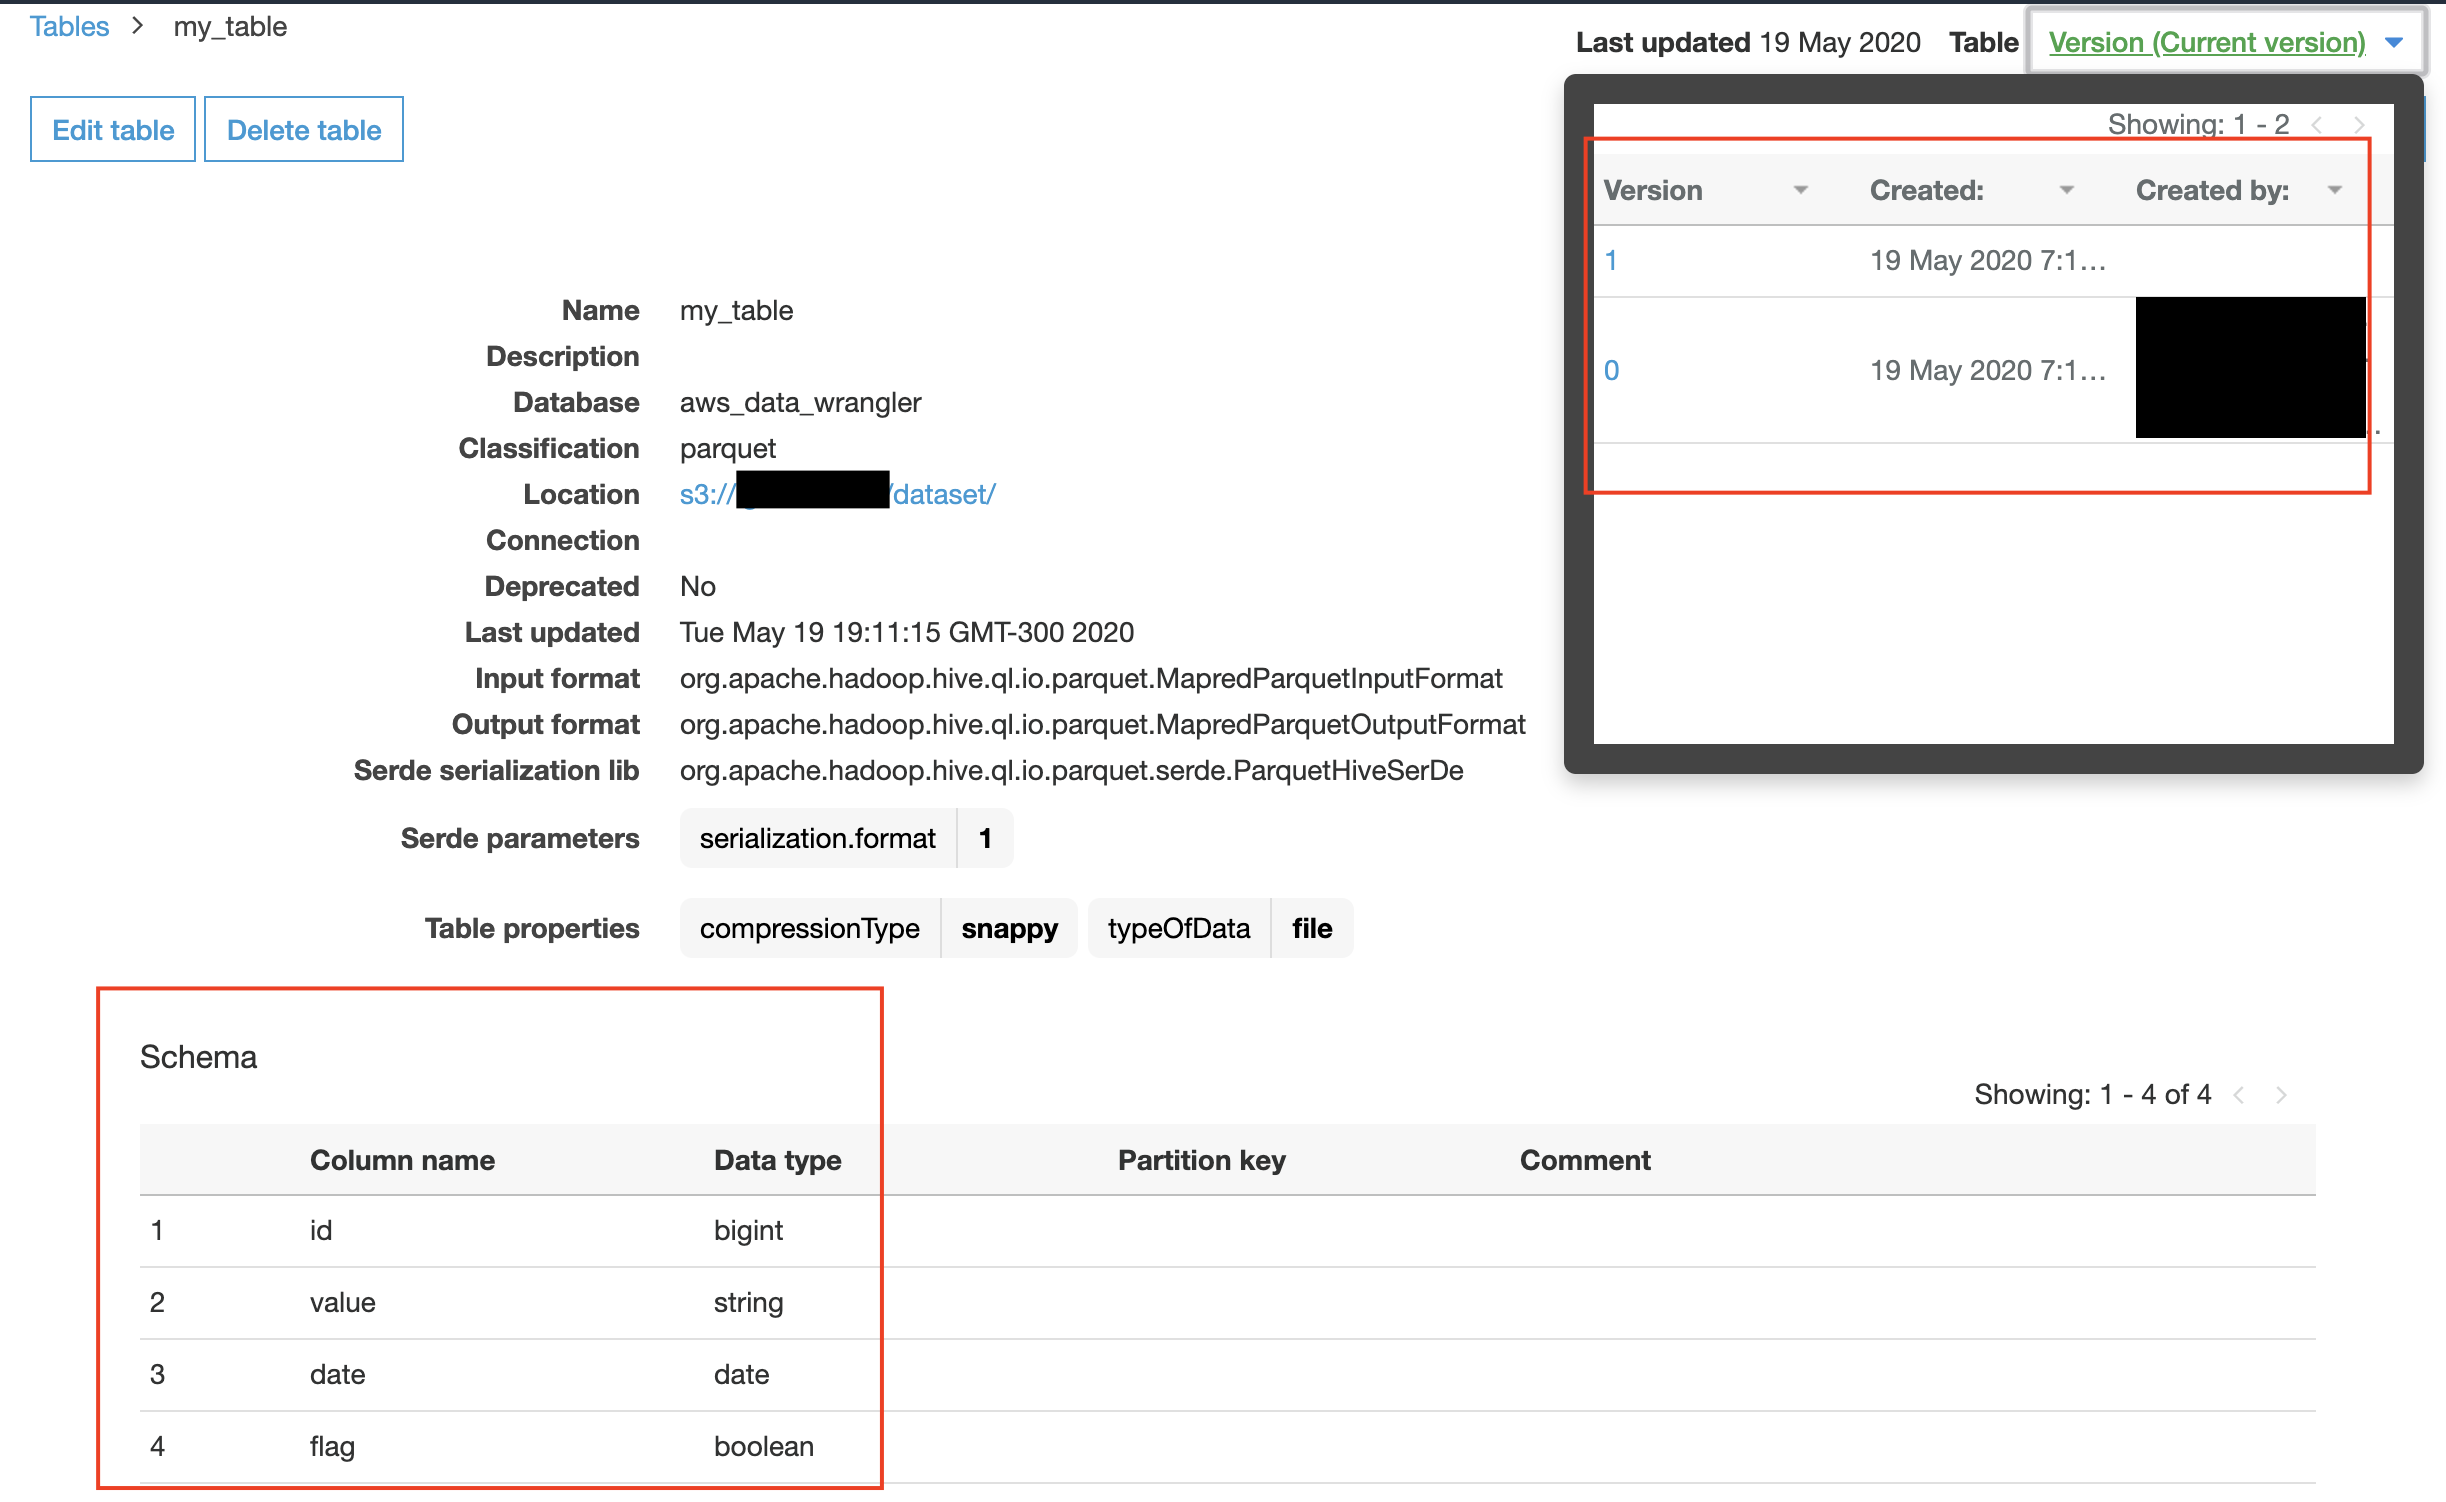 Tables > my_table
Last updated 19 May 2020 Table Version (Current version)
Edit table Delete table
Showing: 1 - 2 < >
Version Created: Created by:
1 19 May 2020 7:1...
0 19 May 2020 7:1...
Name my_table
Description
Database aws_data_wrangler
Classification parquet
Location s3:// /dataset/
Connection
Deprecated No
Last updated Tue May 19 19:11:15 GMT-300 2020
Input format org.apache.hadoop.hive.ql.io.parquet.MapredParquetInputFormat
Output format org.apache.hadoop.hive.ql.io.parquet.MapredParquetOutputFormat
Serde serialization lib org.apache.hadoop.hive.ql.io.parquet.serde.ParquetHiveSerDe
Serde parameters serialization.format 1
Table properties compressionType snappy typeOfData file
Schema
Showing: 1 - 4 of 4 < >
Column name Data type Partition key Comment
1 id bigint
2 value string
3 date date
4 flag boolean